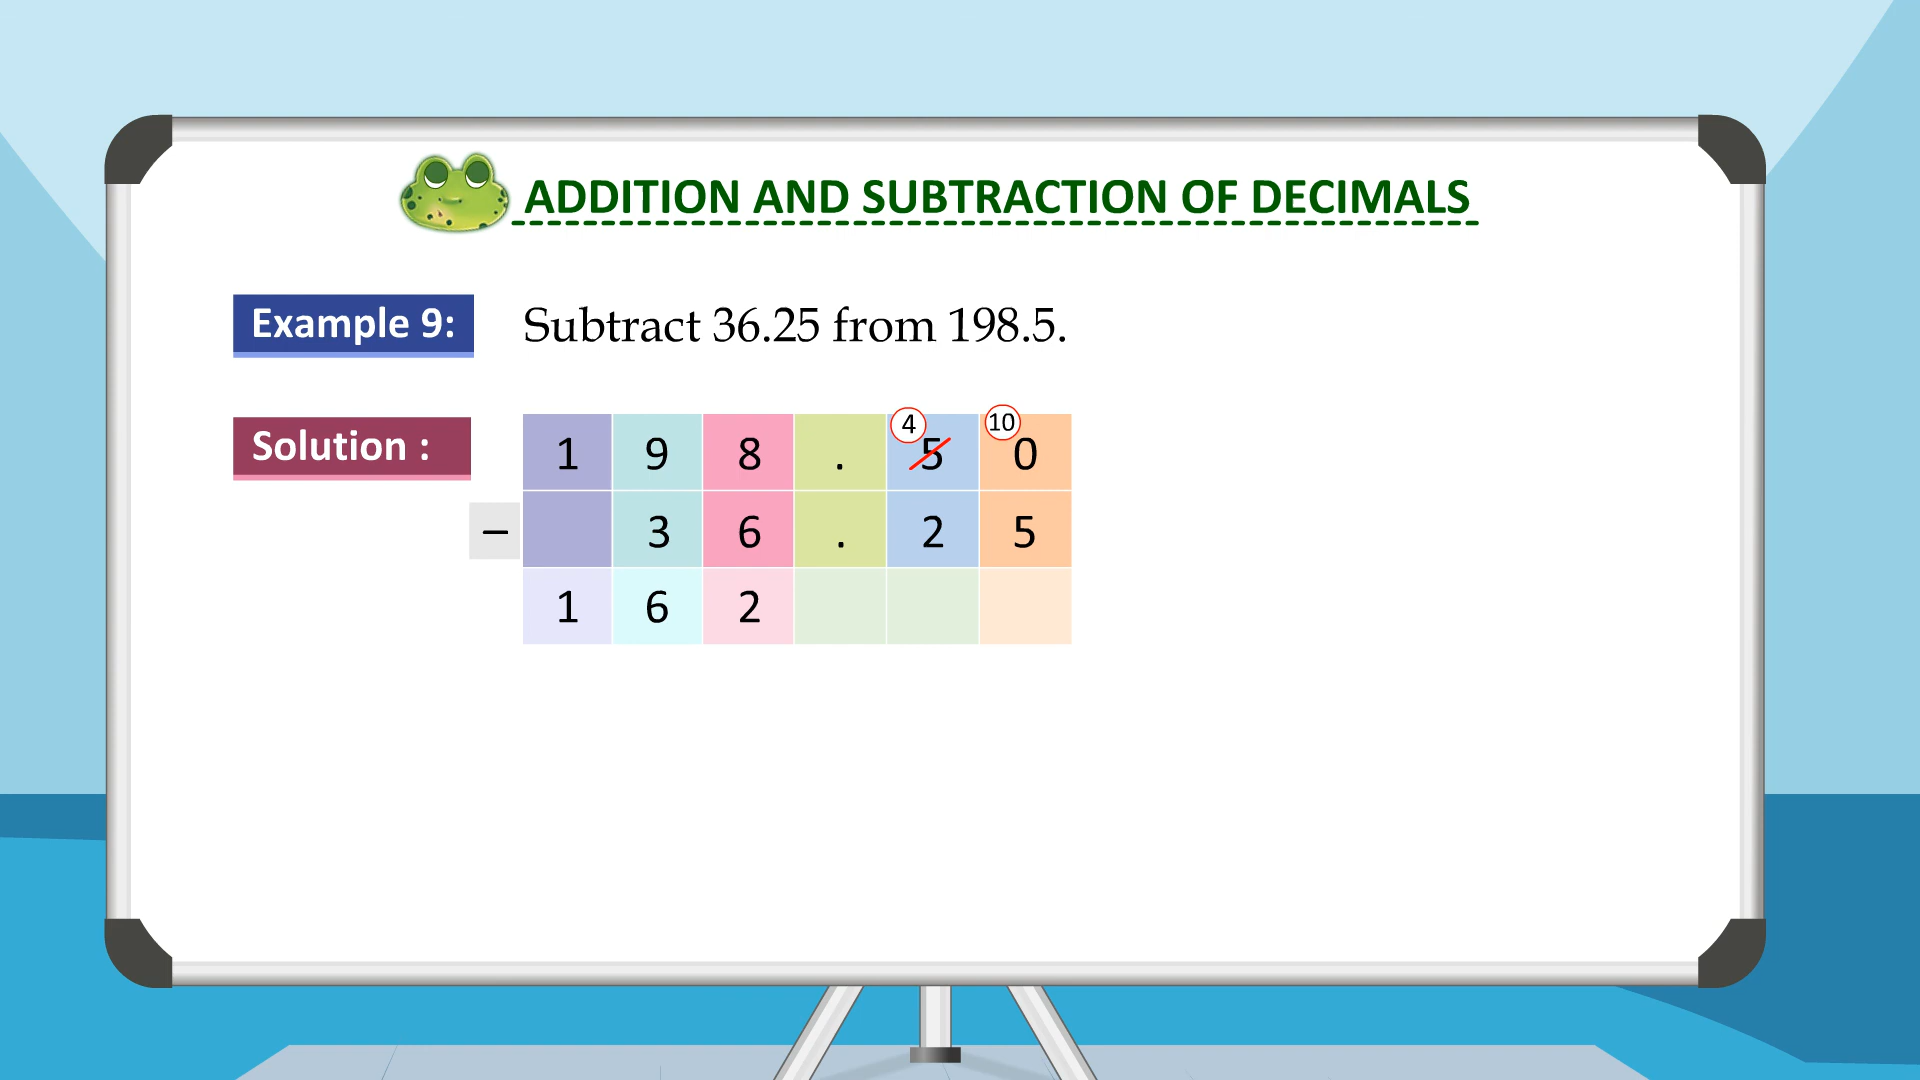 ADDITION AND SUBTRACTION OF DECIMALS
Example 9: Subtract 36.25 from 198.5.
Solution :
4 10
1 9 8 . 5 0
− 3 6 . 2 5
1 6 2